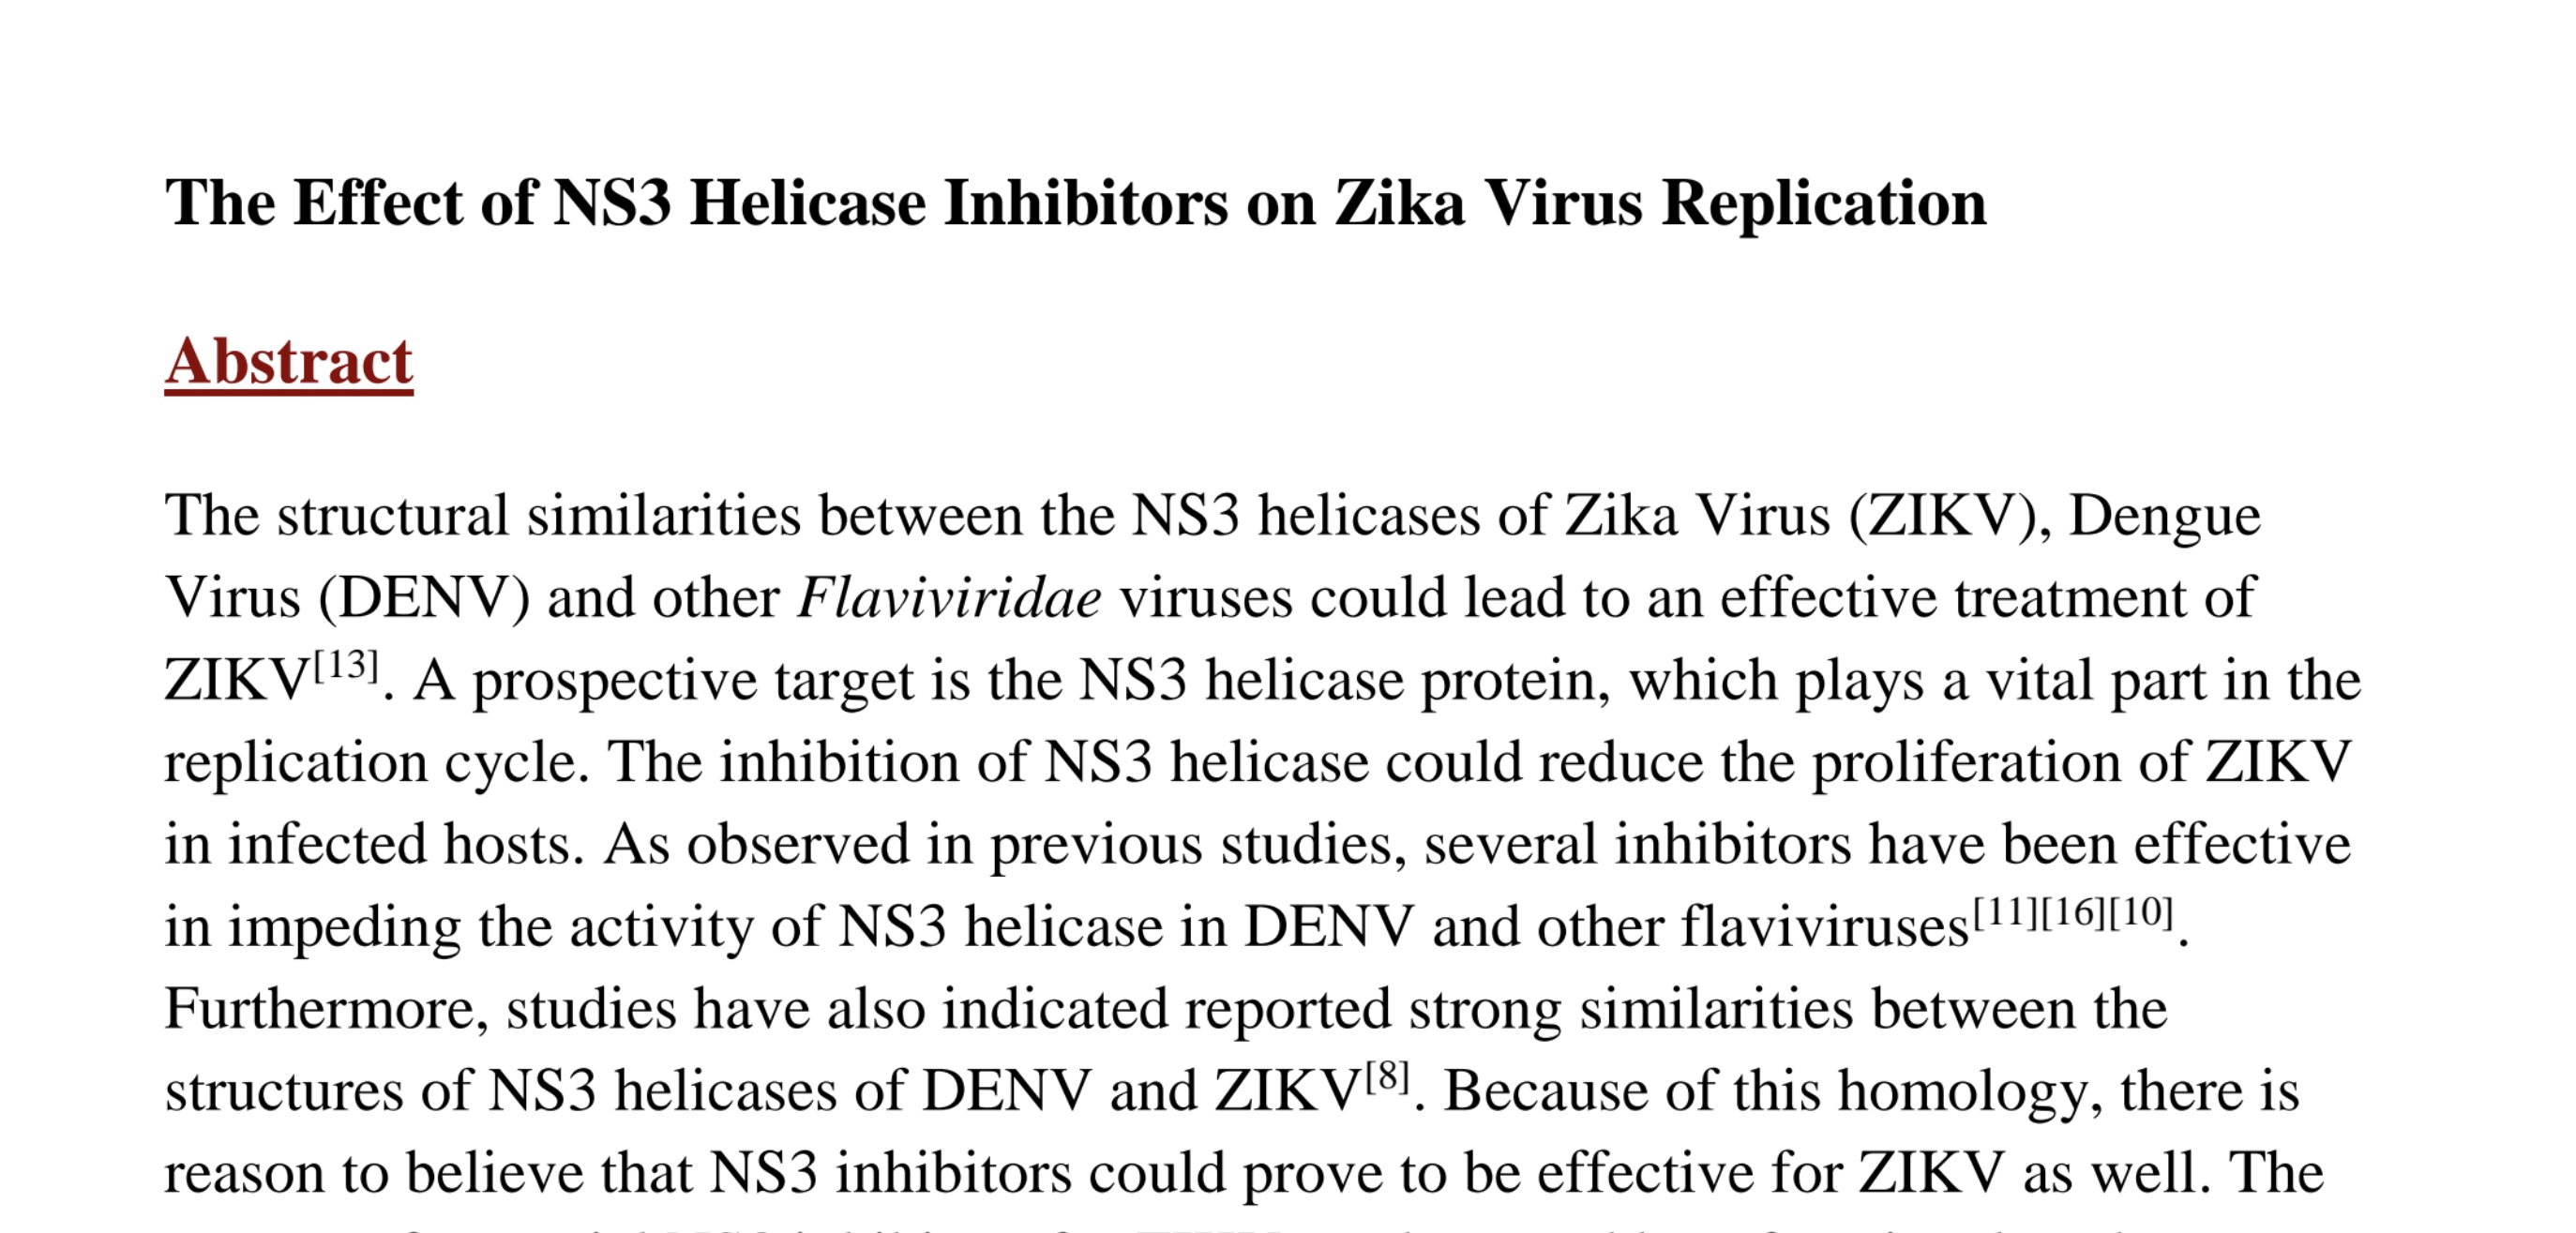 The Effect of NS3 Helicase Inhibitors on Zika Virus Replication
Abstract
The structural similarities between the NS3 helicases of Zika Virus (ZIKV), Dengue
Virus (DENV) and other Flaviviridae viruses could lead to an effective treatment of
ZIKV[13]. A prospective target is the NS3 helicase protein, which plays a vital part in the
replication cycle. The inhibition of NS3 helicase could reduce the proliferation of ZIKV
in infected hosts. As observed in previous studies, several inhibitors have been effective
in impeding the activity of NS3 helicase in DENV and other flaviviruses[11][16][10].
Furthermore, studies have also indicated reported strong similarities between the
structures of NS3 helicases of DENV and ZIKV[8]. Because of this homology, there is
reason to believe that NS3 inhibitors could prove to be effective for ZIKV as well. The